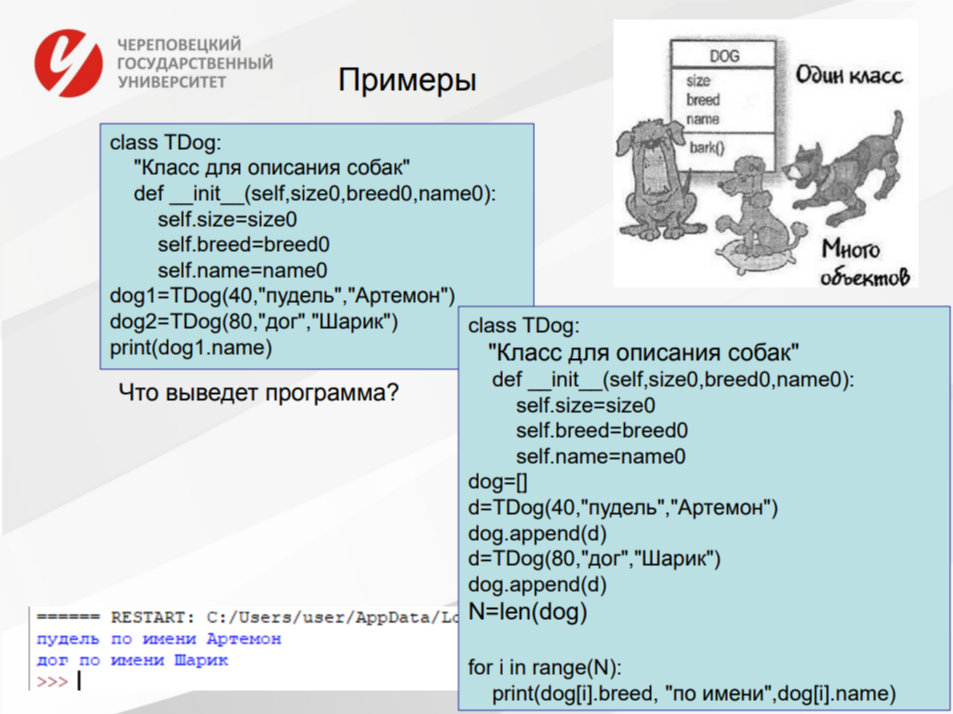 ЧЕРЕПОВЕЦКИЙ
ГОСУДАРСТВЕННЫЙ
УНИВЕРСИТЕТ
Примеры
DOG
size
breed
name
bark()
Один класс
Много
объектов
class TDog:
"Класс для описания собак"
def __init__(self,size0,breed0,name0):
self.size=size0
self.breed=breed0
self.name=name0
dog1=TDog(40,"пудель","Артемон")
dog2=TDog(80,"дог","Шарик")
print(dog1.name)
Что выведет программа?
class TDog:
"Класс для описания собак"
def __init__(self,size0,breed0,name0):
self.size=size0
self.breed=breed0
self.name=name0
dog=[]
d=TDog(40,"пудель","Артемон")
dog.append(d)
d=TDog(80,"дог","Шарик")
dog.append(d)
N=len(dog)
for i in range(N):
print(dog[i].breed, "по имени",dog[i].name)
====== RESTART: C:/Users/user/AppData/Lo
пудель по имени Артемон
дог по имени Шарик
>>>